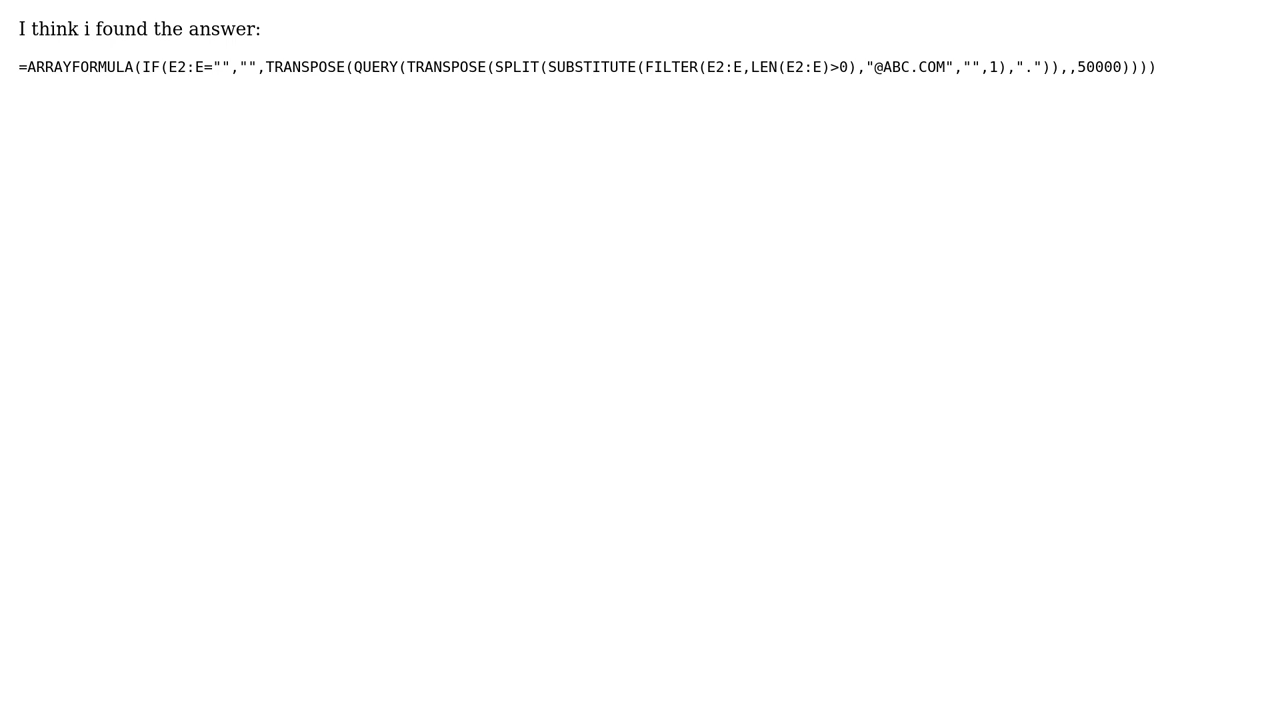 I think i found the answer:
=ARRAYFORMULA(IF(E2:E="","",TRANSPOSE(QUERY(TRANSPOSE(SPLIT(SUBSTITUTE(FILTER(E2:E,LEN(E2:E)>0),"@ABC.COM","",1),".")),,50000))))